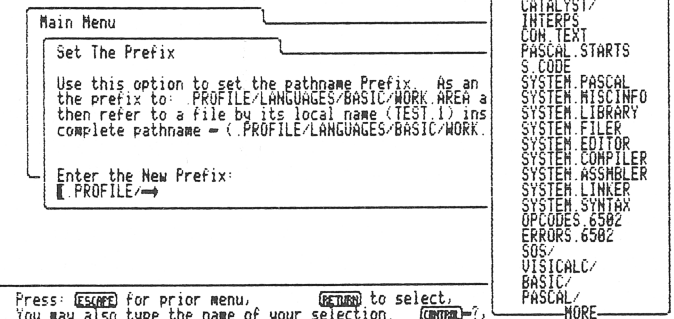 Main Menu
Set The Prefix
Use this option to set the pathname Prefix. As an
the prefix to: .PROFILE/LANGUAGES/BASIC/WORK.AREA a
then refer to a file by its local name (TEST.1) ins
complete pathname = (.PROFILE/LANGUAGES/BASIC/WORK.
Enter the New Prefix:
[.PROFILE/→
Press: ESCAPE for prior menu, RETURN to select,
You may also type the name of your selection. CONTROL-?,
CATALYST/
INTERPS
CON.TEXT
PASCAL.STARTS
S.CODE
SYSTEM.PASCAL
SYSTEM.MISCINFO
SYSTEM.LIBRARY
SYSTEM.FILER
SYSTEM.EDITOR
SYSTEM.COMPILER
SYSTEM.ASSMBLER
SYSTEM.LINKER
SYSTEM.SYNTAX
OPCODES.6502
ERRORS.6502
SOS/
VISICALC/
BASIC/
PASCAL/
MORE